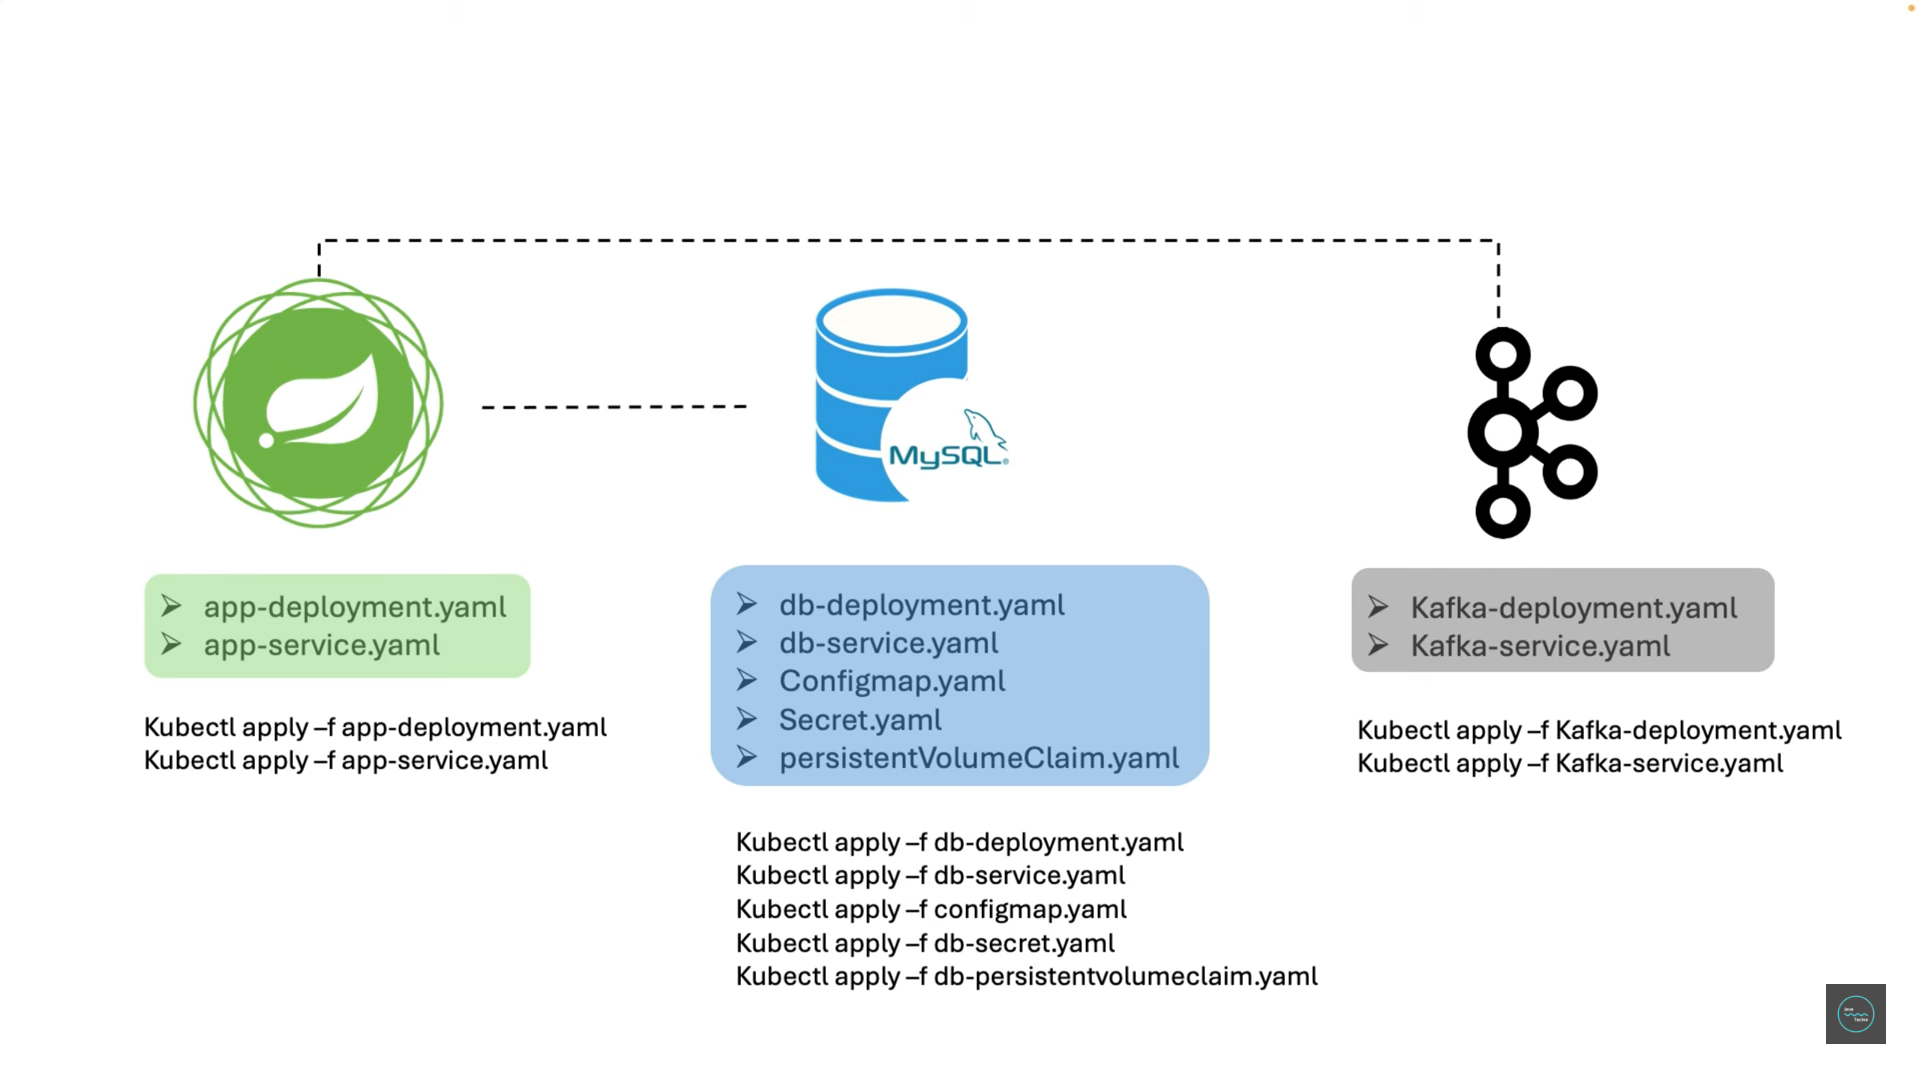 MySQL®
➢ app-deployment.yaml
➢ app-service.yaml
Kubectl apply –f app-deployment.yaml
Kubectl apply –f app-service.yaml
➢ db-deployment.yaml
➢ db-service.yaml
➢ Configmap.yaml
➢ Secret.yaml
➢ persistentVolumeClaim.yaml
Kubectl apply –f db-deployment.yaml
Kubectl apply –f db-service.yaml
Kubectl apply –f configmap.yaml
Kubectl apply –f db-secret.yaml
Kubectl apply –f db-persistentvolumeclaim.yaml
➢ Kafka-deployment.yaml
➢ Kafka-service.yaml
Kubectl apply –f Kafka-deployment.yaml
Kubectl apply –f Kafka-service.yaml
Java
Techie